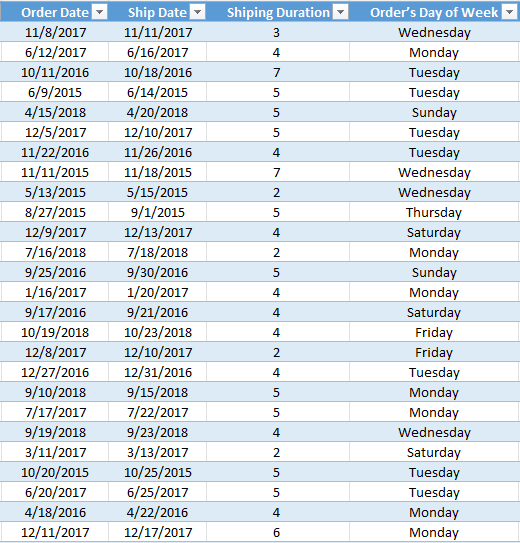 Order Date Ship Date Shiping Duration Order's Day of Week
11/8/2017 11/11/2017 3 Wednesday
6/12/2017 6/16/2017 4 Monday
10/11/2016 10/18/2016 7 Tuesday
6/9/2015 6/14/2015 5 Tuesday
4/15/2018 4/20/2018 5 Sunday
12/5/2017 12/10/2017 5 Tuesday
11/22/2016 11/26/2016 4 Tuesday
11/11/2015 11/18/2015 7 Wednesday
5/13/2015 5/15/2015 2 Wednesday
8/27/2015 9/1/2015 5 Thursday
12/9/2017 12/13/2017 4 Saturday
7/16/2018 7/18/2018 2 Monday
9/25/2016 9/30/2016 5 Sunday
1/16/2017 1/20/2017 4 Monday
9/17/2016 9/21/2016 4 Saturday
10/19/2018 10/23/2018 4 Friday
12/8/2017 12/10/2017 2 Friday
12/27/2016 12/31/2016 4 Tuesday
9/10/2018 9/15/2018 5 Monday
7/17/2017 7/22/2017 5 Monday
9/19/2018 9/23/2018 4 Wednesday
3/11/2017 3/13/2017 2 Saturday
10/20/2015 10/25/2015 5 Tuesday
6/20/2017 6/25/2017 5 Tuesday
4/18/2016 4/22/2016 4 Monday
12/11/2017 12/17/2017 6 Monday